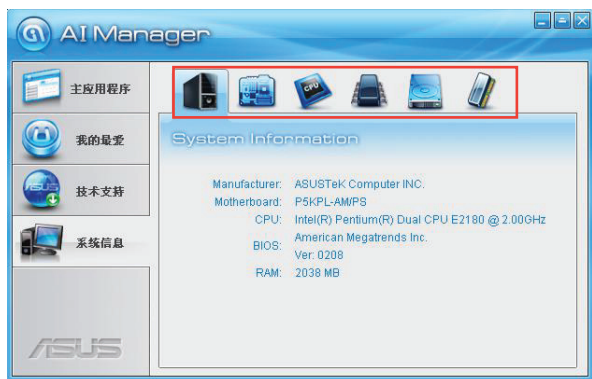 AI Manager
主应用程序
我的最爱
技术支持
系统信息
ASUS
CPU
System Information
Manufacturer: ASUSTeK Computer INC.
Motherboard: P5KPL-AM/PS
CPU: Intel(R) Pentium(R) Dual CPU E2180 @ 2.00GHz
BIOS: American Megatrends Inc.
Ver: 0208
RAM: 2038 MB
ASUS